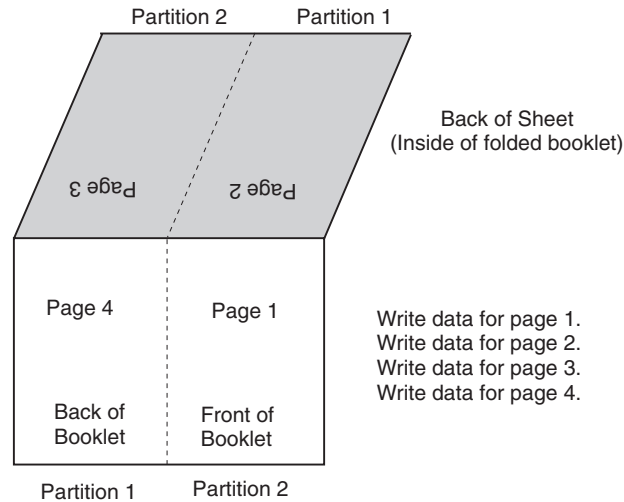 Partition 2
Partition 1
Back of Sheet
(Inside of folded booklet)
Page 3
Page 2
Page 4
Page 1
Write data for page 1.
Write data for page 2.
Write data for page 3.
Write data for page 4.
Back of
Booklet
Front of
Booklet
Partition 1
Partition 2